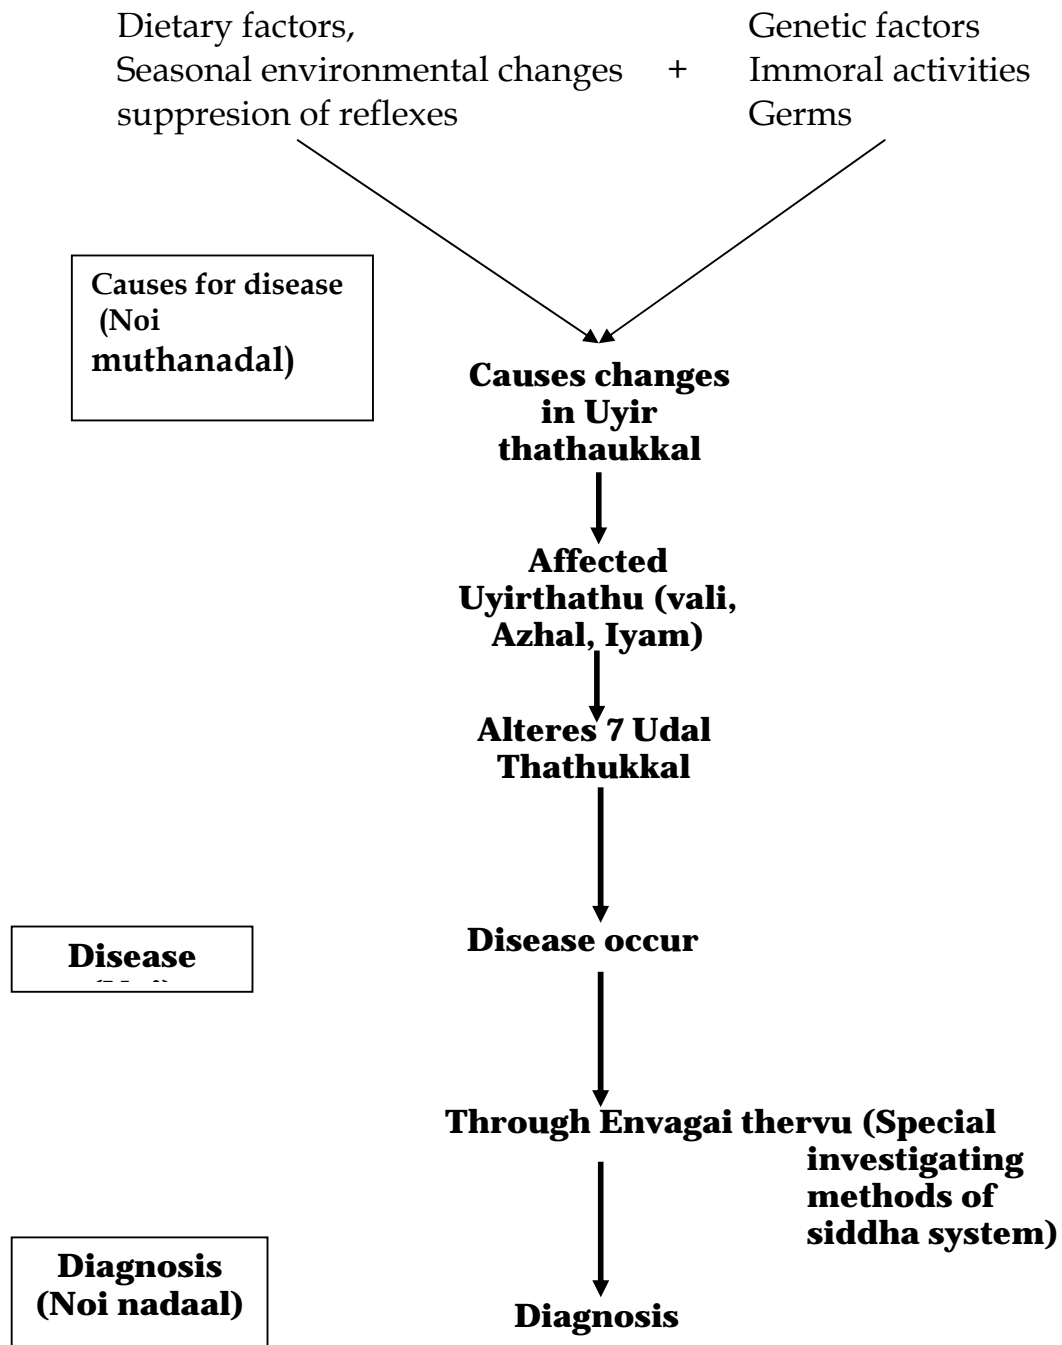 Dietary factors,
Seasonal environmental changes
suppresion of reflexes
+
Genetic factors
Immoral activities
Germs
Causes for disease
(Noi
muthanadal)
Causes changes
in Uyir
thathaukkal
Affected
Uyirthathu (vali,
Azhal, Iyam)
Alteres 7 Udal
Thathukkal
Disease occur
Disease
Through Envagai thervu (Special
investigating
methods of
siddha system)
Diagnosis
(Noi nadaal)
Diagnosis